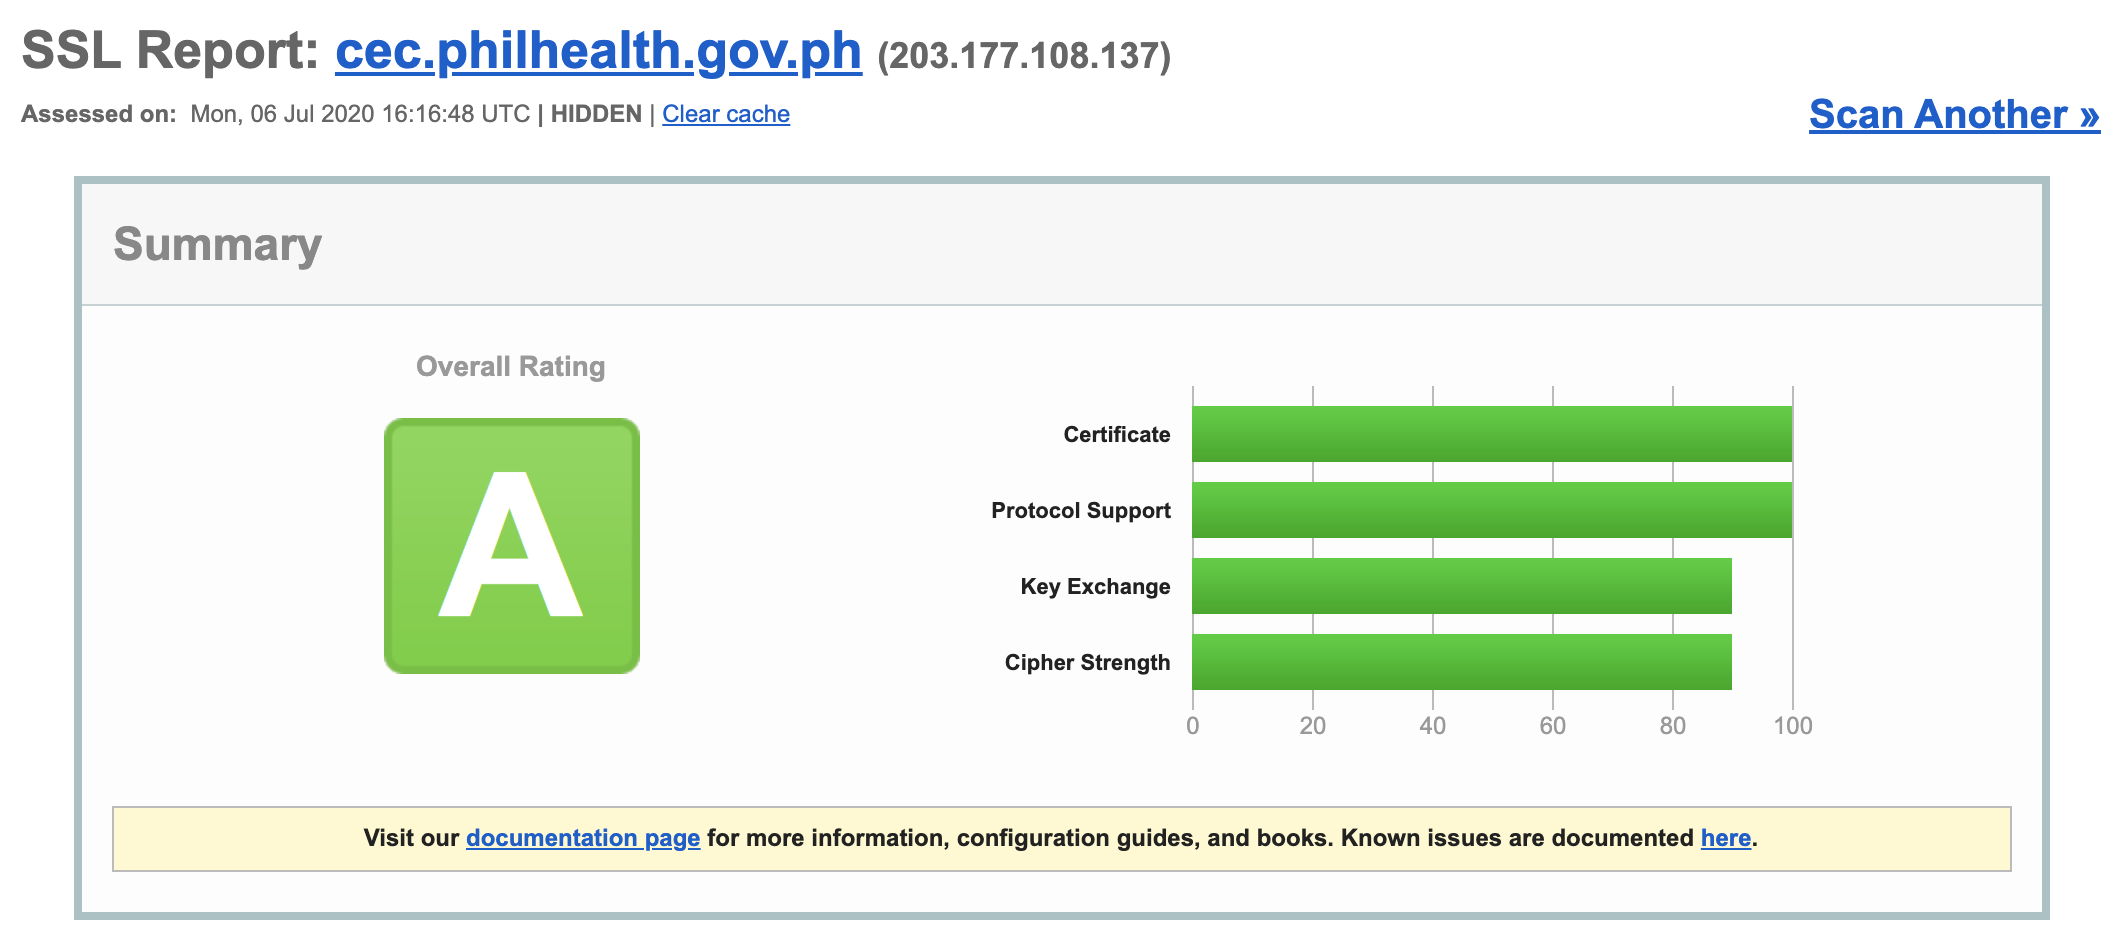 SSL Report: cec.philhealth.gov.ph (203.177.108.137)
Assessed on: Mon, 06 Jul 2020 16:16:48 UTC | HIDDEN | Clear cache
Scan Another »
Summary
Overall Rating
A
Certificate
Protocol Support
Key Exchange
Cipher Strength
0 20 40 60 80 100
Visit our documentation page for more information, configuration guides, and books. Known issues are documented here.